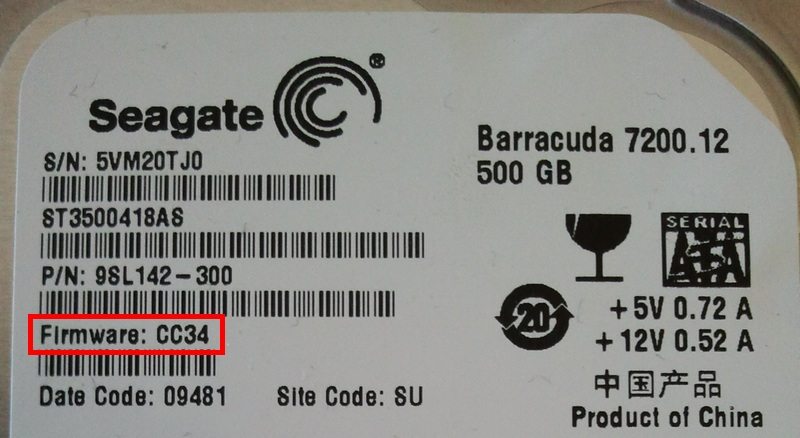 Seagate®
S/N: 5VM20TJ0
ST3500418AS
P/N: 9SL142-300
Firmware: CC34
Date Code: 09481 Site Code: SU
Barracuda 7200.12
500 GB
SERIAL
ATA
20
+5V 0.72 A
+12V 0.52 A
中国产品
Product of China